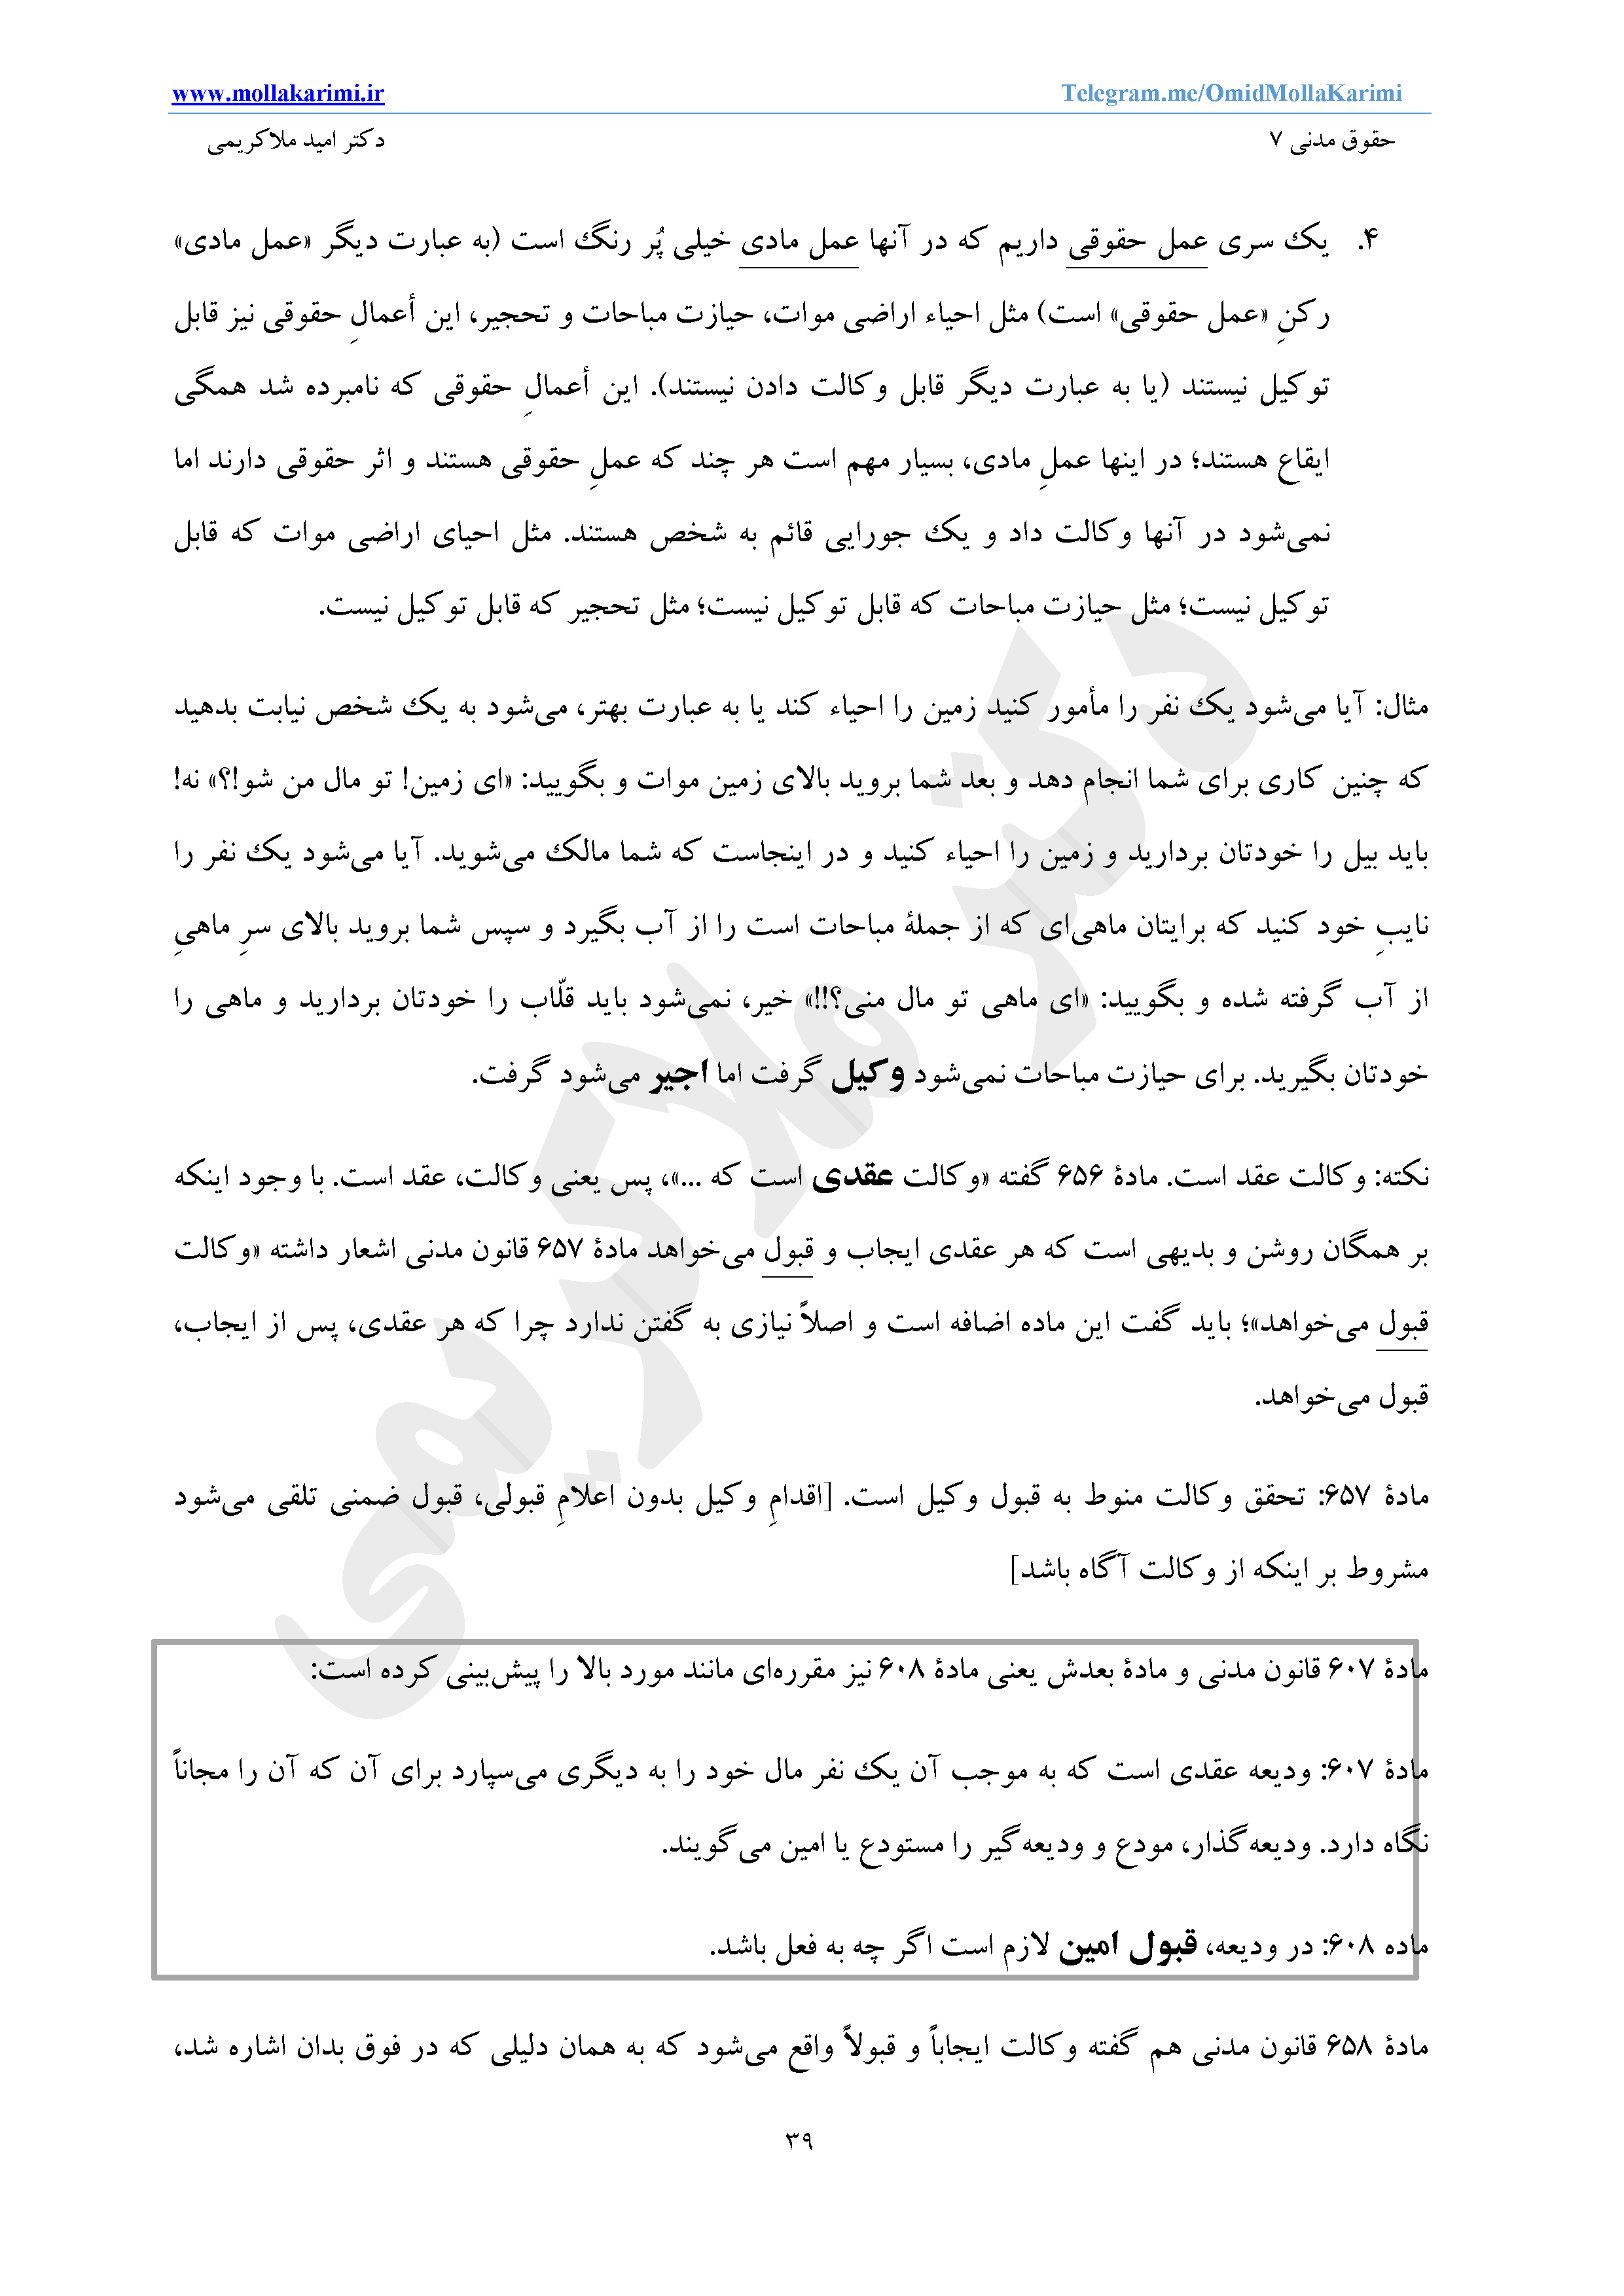 www.mollakarimi.ir Telegram.me/OmidMollaKarimi
حقوق مدنی ۷ دکتر امید ملاکریمی
۴. یک سری عمل حقوقی داریم که در آنها عمل مادی خیلی پُر رنگ است (به عبارت دیگر «عمل مادی»
رکنِ «عمل حقوقی» است) مثل احیاء اراضی موات، حیازت مباحات و تحجیر، این أعمالِ حقوقی نیز قابل
توکیل نیستند (یا به عبارت دیگر قابل وکالت دادن نیستند). این أعمالِ حقوقی که نامبرده شد همگی
ایقاع هستند؛ در اینها عملِ مادی، بسیار مهم است هر چند که عملِ حقوقی هستند و اثر حقوقی دارند اما
نمی‌شود در آنها وکالت داد و یک جورایی قائم به شخص هستند. مثل احیای اراضی موات که قابل
توکیل نیست؛ مثل حیازت مباحات که قابل توکیل نیست؛ مثل تحجیر که قابل توکیل نیست.
مثال: آیا می‌شود یک نفر را مأمور کنید زمین را احیاء کند یا به عبارت بهتر، می‌شود به یک شخص نیابت بدهید
که چنین کاری برای شما انجام دهد و بعد شما بروید بالای زمین موات و بگویید: «ای زمین! تو مال من شو!؟» نه!
باید بیل را خودتان بردارید و زمین را احیاء کنید و در اینجاست که شما مالک می‌شوید. آیا می‌شود یک نفر را
نایبِ خود کنید که برایتان ماهی‌ای که از جملۀ مباحات است را از آب بگیرد و سپس شما بروید بالای سرِ ماهیِ
از آب گرفته شده و بگویید: «ای ماهی تو مال منی؟!!» خیر، نمی‌شود باید قلّاب را خودتان بردارید و ماهی را
خودتان بگیرید. برای حیازت مباحات نمی‌شود وکیل گرفت اما اجیر می‌شود گرفت.
نکته: وکالت عقد است. مادۀ ۶۵۶ گفته «وکالت عقدی است که ...»، پس یعنی وکالت، عقد است. با وجود اینکه
بر همگان روشن و بدیهی است که هر عقدی ایجاب و قبول می‌خواهد مادۀ ۶۵۷ قانون مدنی اشعار داشته «وکالت
قبول می‌خواهد»؛ باید گفت این ماده اضافه است و اصلاً نیازی به گفتن ندارد چرا که هر عقدی، پس از ایجاب،
قبول می‌خواهد.
مادۀ ۶۵۷: تحقق وکالت منوط به قبول وکیل است. [اقدامِ وکیل بدون اعلامِ قبولی، قبول ضمنی تلقی می‌شود
مشروط بر اینکه از وکالت آگاه باشد]
مادۀ ۶۰۷ قانون مدنی و مادۀ بعدش یعنی مادۀ ۶۰۸ نیز مقرره‌ای مانند مورد بالا را پیش‌بینی کرده است:
مادۀ ۶۰۷: ودیعه عقدی است که به موجب آن یک نفر مال خود را به دیگری می‌سپارد برای آن که آن را مجاناً
نگاه دارد. ودیعه‌گذار، مودع و ودیعه‌گیر را مستودع یا امین می‌گویند.
ماده ۶۰۸: در ودیعه، قبول امین لازم است اگر چه به فعل باشد.
مادۀ ۶۵۸ قانون مدنی هم گفته وکالت ایجاباً و قبولاً واقع می‌شود که به همان دلیلی که در فوق بدان اشاره شد،
۳۹
دکتر ملاکریمی